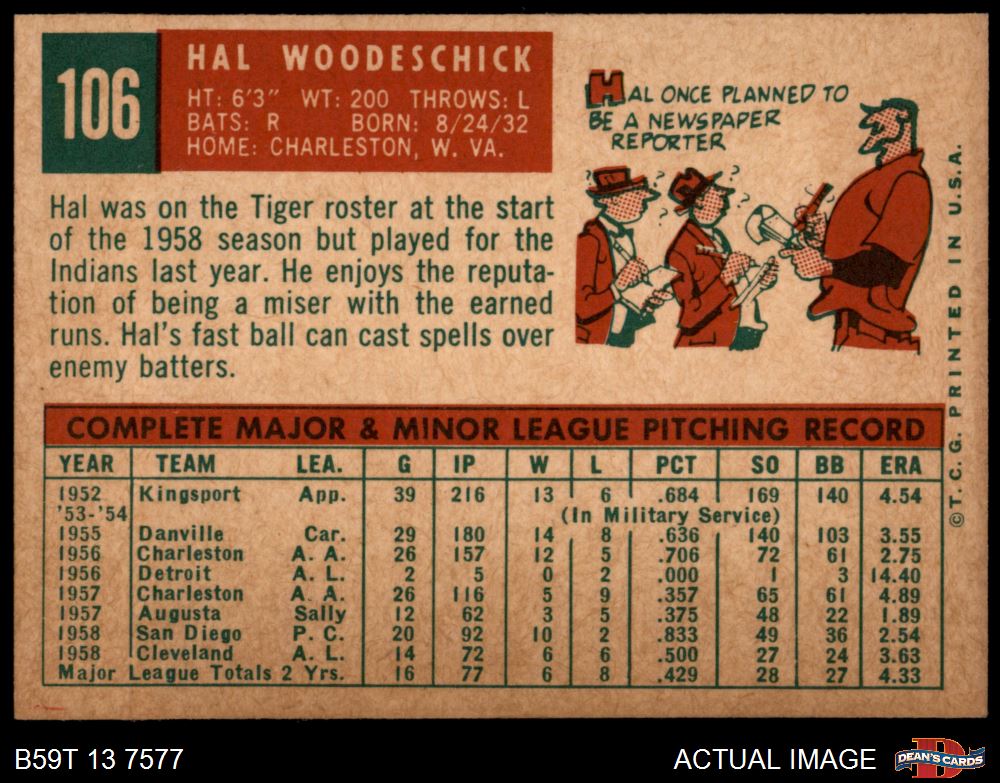 106
HAL WOODESCHICK
HT: 6'3" WT: 200 THROWS: L
BATS: R BORN: 8/24/32
HOME: CHARLESTON, W. VA.
Hal was on the Tiger roster at the start
of the 1958 season but played for the
Indians last year. He enjoys the reputa-
tion of being a miser with the earned
runs. Hal's fast ball can cast spells over
enemy batters.
HAL ONCE PLANNED TO
BE A NEWSPAPER
REPORTER
? ? ? ? ? ?
COMPLETE MAJOR & MINOR LEAGUE PITCHING RECORD
YEAR TEAM LEA. G IP W L PCT SO BB ERA
1952 Kingsport App. 39 216 13 6 .684 169 140 4.54
'53-'54 (In Military Service)
1955 Danville Car. 29 180 14 8 .636 140 103 3.55
1956 Charleston A. A. 26 157 12 5 .706 72 61 2.75
1956 Detroit A. L. 2 5 0 2 .000 1 3 14.40
1957 Charleston A. A. 26 116 5 9 .357 65 61 4.89
1957 Augusta Sally 12 62 3 5 .375 48 22 1.89
1958 San Diego P. C. 20 92 10 2 .833 49 36 2.54
1958 Cleveland A. L. 14 72 6 6 .500 27 24 3.63
Major League Totals 2 Yrs. 16 77 6 8 .429 28 27 4.33
© T. C. G. PRINTED IN U.S.A.
B59T 13 7577
ACTUAL IMAGE
D
DEAN'S CARDS